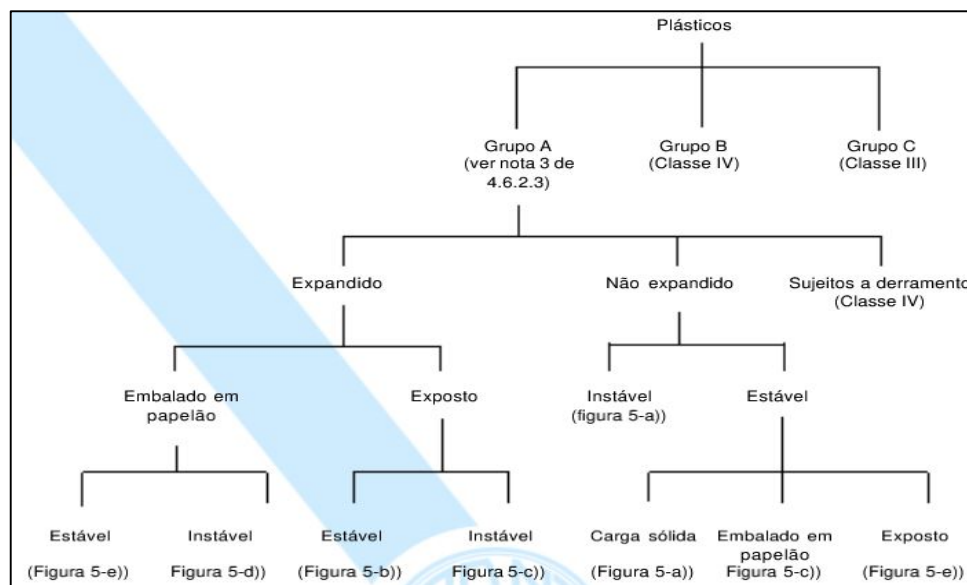 Plásticos
Grupo A
(ver nota 3 de
4.6.2.3)
Grupo B
(Classe IV)
Grupo C
(Classe III)
Expandido
Não expandido
Sujeitos a derramento
(Classe IV)
Embalado em
papelão
Exposto
Instável
(figura 5-a))
Estável
Estável
(Figura 5-e))
Instável
Figura 5-d))
Estável
(Figura 5-b))
Instável
Figura 5-c))
Carga sólida
(Figura 5-a))
Embalado em
papelão
Figura 5-c))
Exposto
(Figura 5-e))